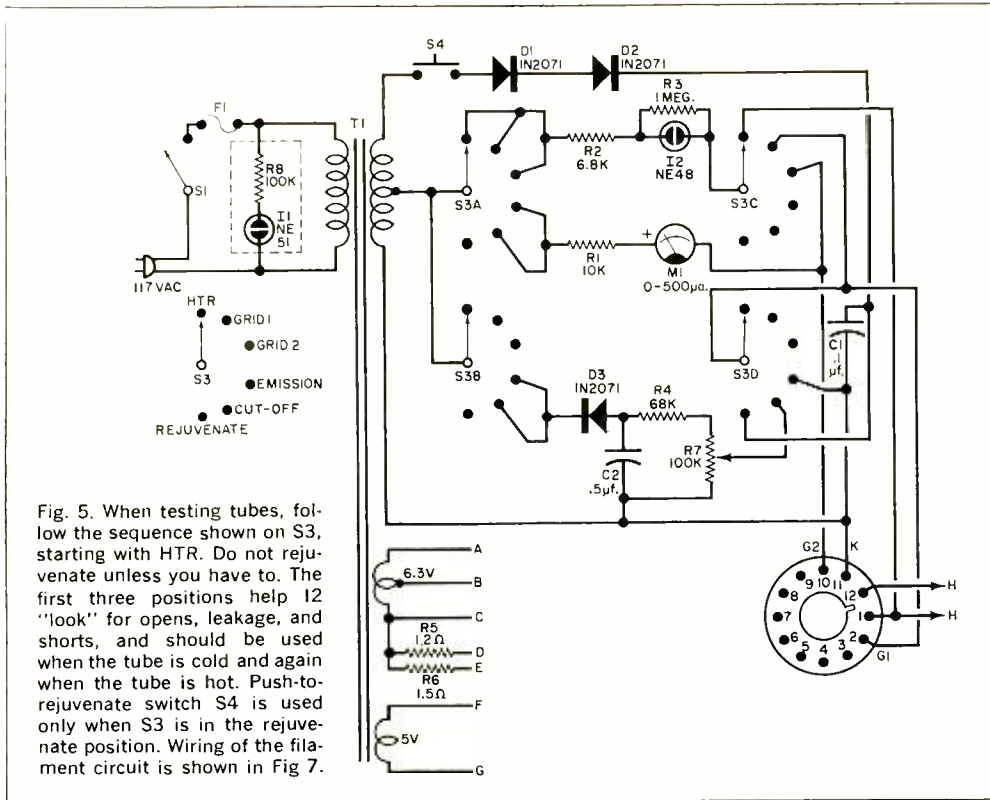 S4
D1
1N2071
D2
1N2071
R3
1 MEG.
F1
T1
R8
100K
R2
6.8K
I2
NE48
S1
I1
NE
51
S3A
S3C
+
R1
10K
M1
0-500µa.
117VAC
HTR
GRID 1
GRID 2
S3
EMISSION
CUT-OFF
REJUVENATE
C1
.1
µf.
S3B
S3D
D3
1N2071
R4
68K
R7
100K
C2
.5µf.
Fig. 5. When testing tubes, fol-
low the sequence shown on S3,
starting with HTR. Do not reju-
venate unless you have to. The
first three positions help I2
"look" for opens, leakage, and
shorts, and should be used
when the tube is cold and again
when the tube is hot. Push-to-
rejuvenate switch S4 is used
only when S3 is in the rejuve-
nate position. Wiring of the fila-
ment circuit is shown in Fig 7.
A
6.3V
B
C
R5
1.2Ω
D
E
R6
1.5Ω
F
5V
G
G2
K
9 10 11
8 12 H
7 1 H
6 2
5 4 3 G1